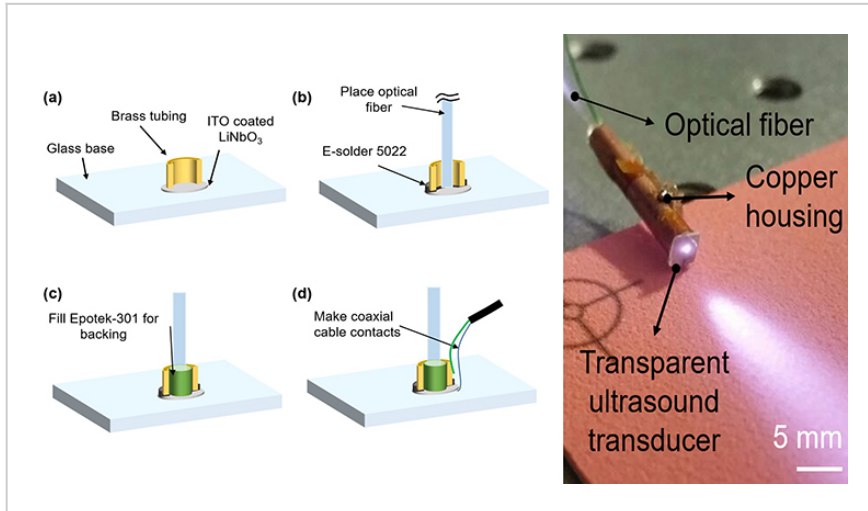 (a)
Brass tubing
ITO coated
LiNbO3
Glass base
(b)
Place optical
fiber
E-solder 5022
(c)
Fill Epotek-301 for
backing
(d)
Make coaxial
cable contacts
Optical fiber
Copper
housing
Transparent
ultrasound
transducer
5 mm